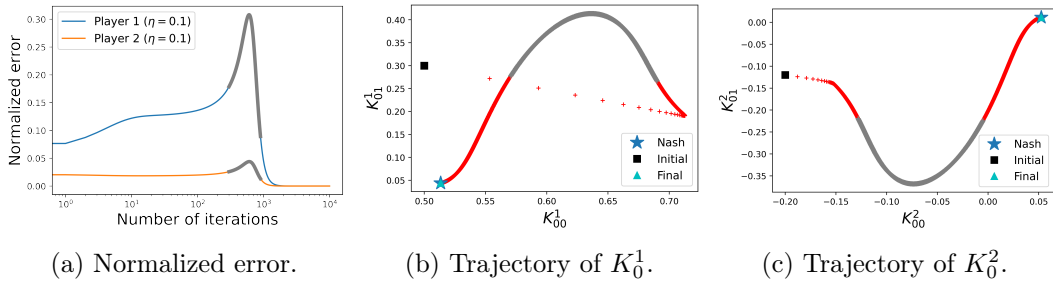 Player 1 (η = 0.1)
Player 2 (η = 0.1)
Normalized error
0.30
0.25
0.20
0.15
0.10
0.05
0.00
10⁰ 10¹ 10² 10³ 10⁴
Number of iterations
(a) Normalized error.
K¹₀₁
0.40
0.35
0.30
0.25
0.20
0.15
0.10
0.05
Nash
Initial
Final
0.50 0.55 0.60 0.65 0.70
K¹₀₀
(b) Trajectory of K₀¹.
K²₀₁
0.00
−0.05
−0.10
−0.15
−0.20
−0.25
−0.30
−0.35
Nash
Initial
Final
−0.20 −0.15 −0.10 −0.05 0.00 0.05
K²₀₀
(c) Trajectory of K₀².